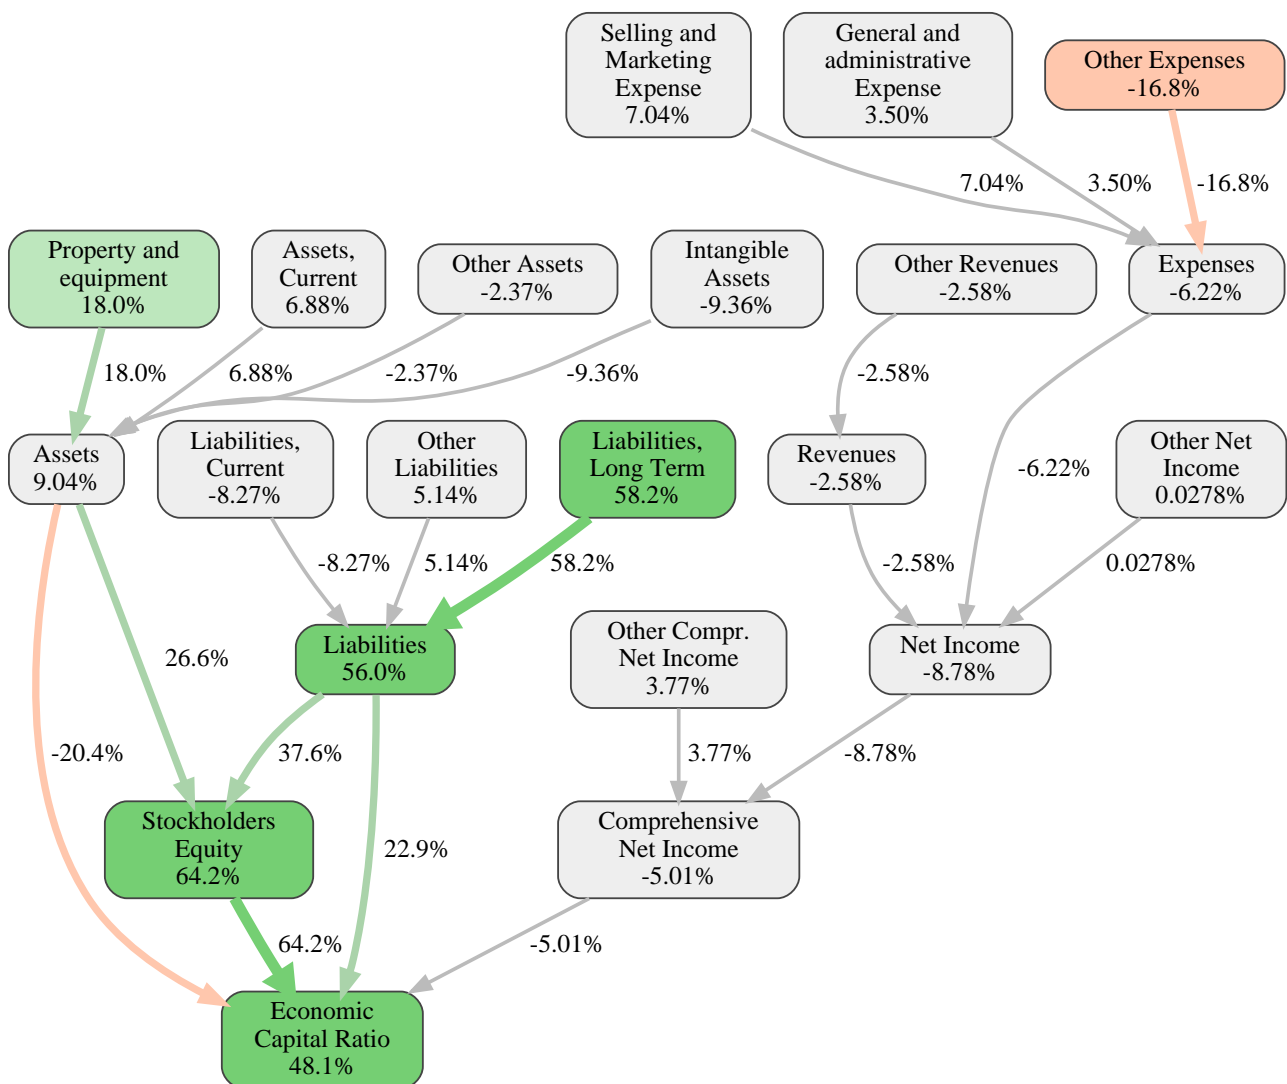 Selling and
Marketing
Expense
7.04%
General and
administrative
Expense
3.50%
Other Expenses
-16.8%
7.04%
3.50%
-16.8%
Property and
equipment
18.0%
Assets,
Current
6.88%
Other Assets
-2.37%
Intangible
Assets
-9.36%
Other Revenues
-2.58%
Expenses
-6.22%
18.0%
6.88%
-2.37%
-9.36%
-2.58%
Assets
9.04%
Liabilities,
Current
-8.27%
Other
Liabilities
5.14%
Liabilities,
Long Term
58.2%
Revenues
-2.58%
-6.22%
Other Net
Income
0.0278%
-8.27%
5.14%
58.2%
-2.58%
0.0278%
26.6%
Liabilities
56.0%
Other Compr.
Net Income
3.77%
Net Income
-8.78%
-20.4%
37.6%
3.77%
-8.78%
Stockholders
Equity
64.2%
22.9%
Comprehensive
Net Income
-5.01%
64.2%
-5.01%
Economic
Capital Ratio
48.1%